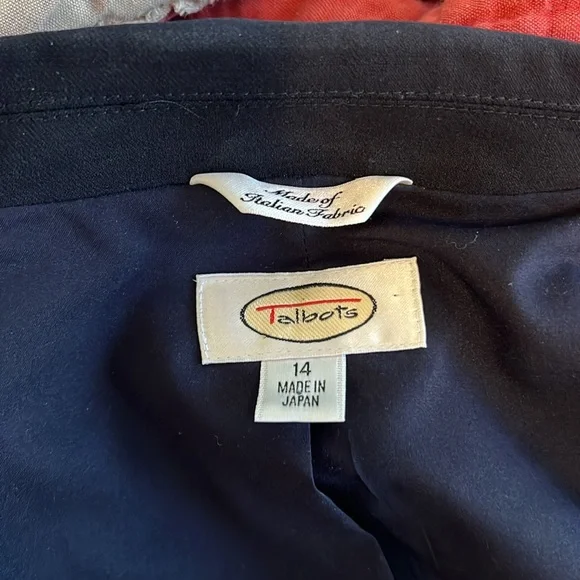 Made of
Italian Fabric
Talbots
14
MADE IN
JAPAN